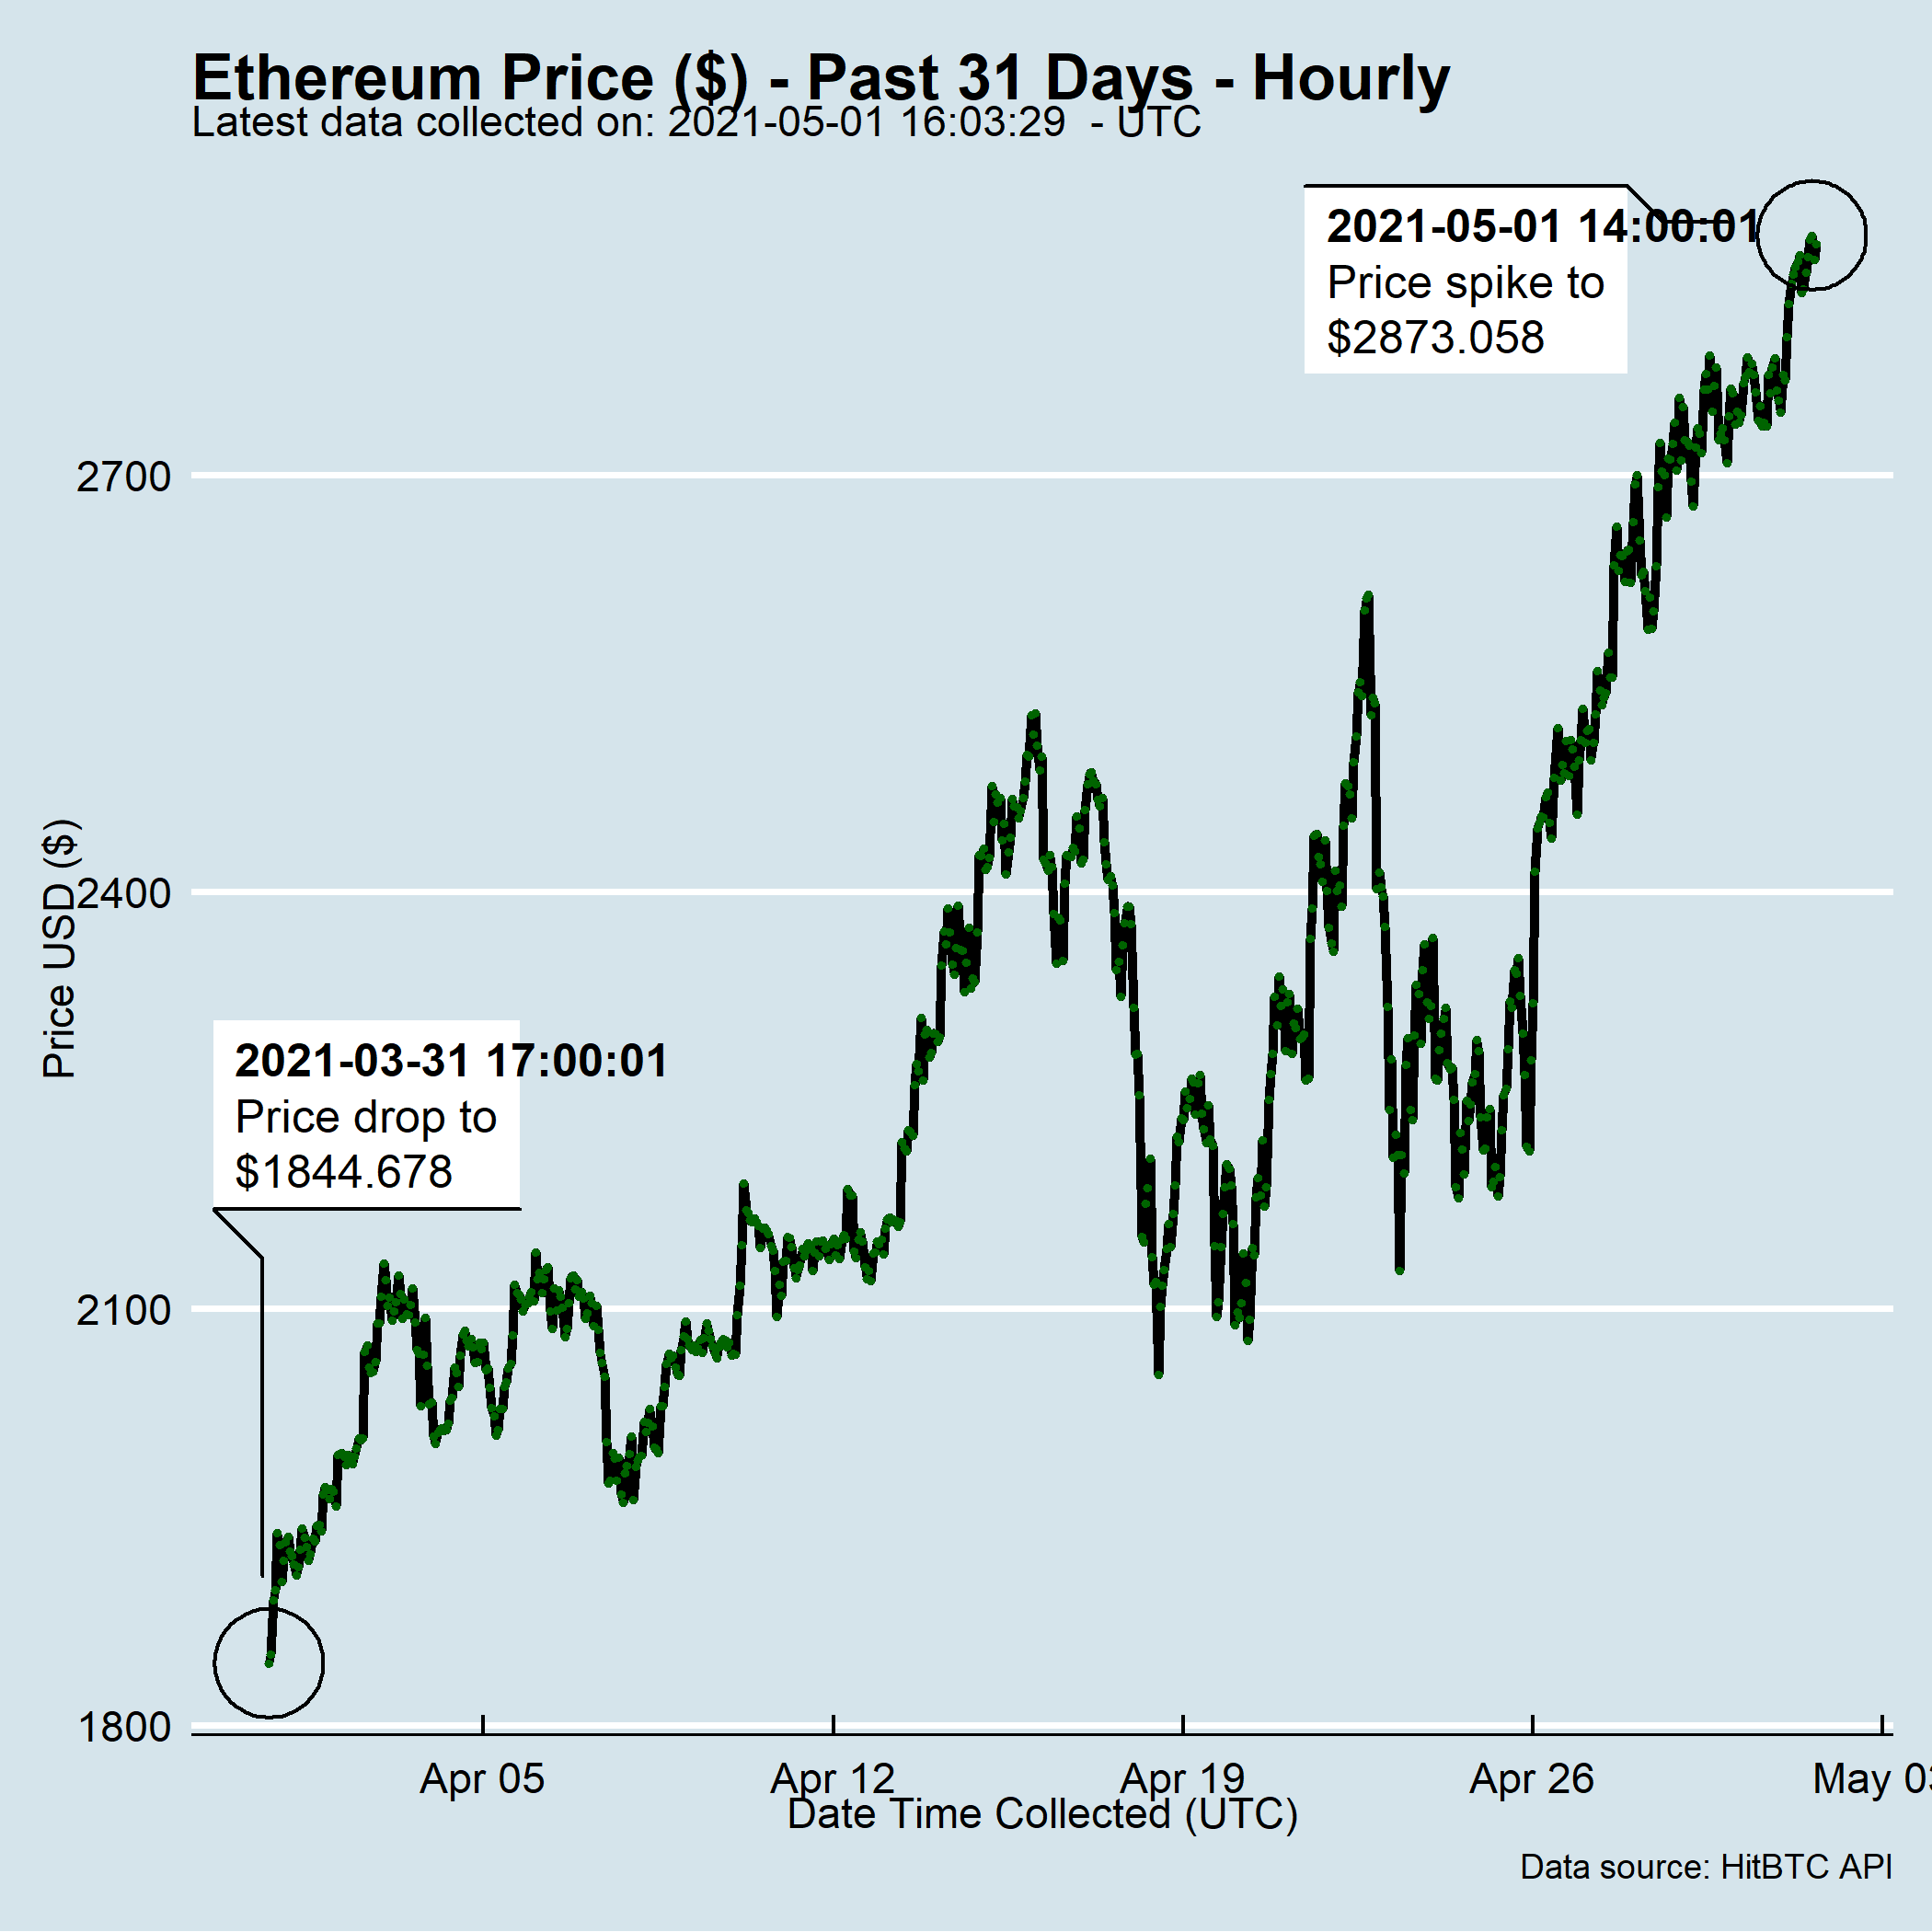 Ethereum Price ($) - Past 31 Days - Hourly
Latest data collected on: 2021-05-01 16:03:29  - UTC
2021-05-01 14:00:01
Price spike to
$2873.058
2700
2400
2100
1800
Price USD ($)
2021-03-31 17:00:01
Price drop to
$1844.678
Apr 05
Apr 12
Apr 19
Apr 26
May 03
Date Time Collected (UTC)
Data source: HitBTC API